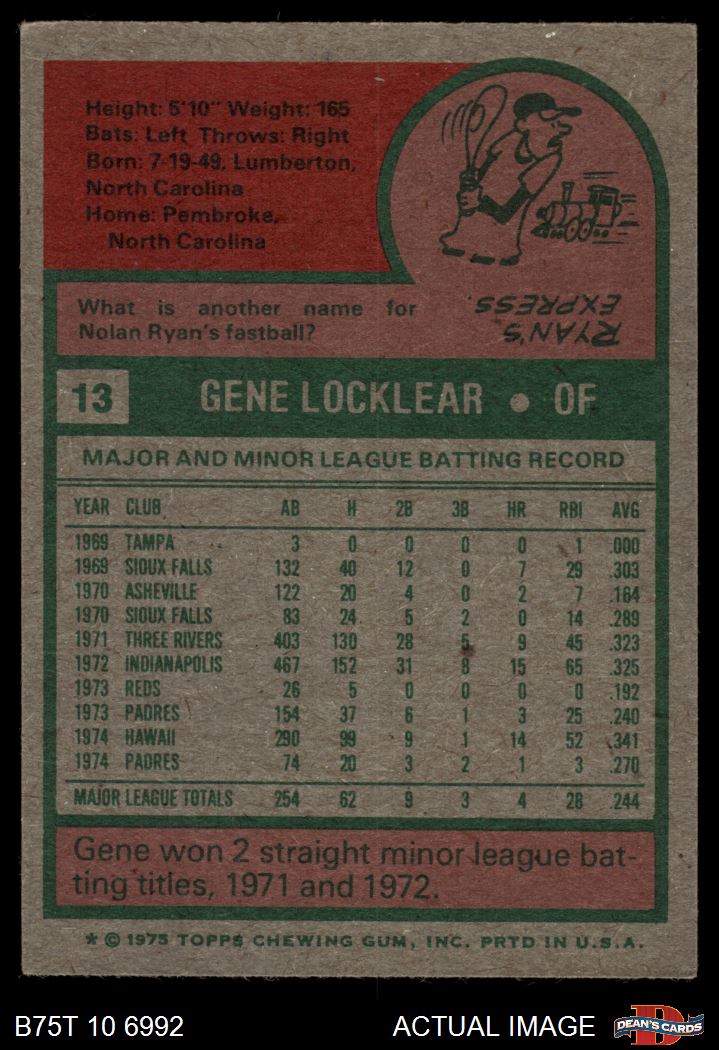 Height: 5'10" Weight: 165
Bats: Left Throws: Right
Born: 7-19-49, Lumberton,
North Carolina
Home: Pembroke,
North Carolina
What is another name for
Nolan Ryan's fastball?
RYAN'S
EXPRESS.
13 GENE LOCKLEAR • OF
MAJOR AND MINOR LEAGUE BATTING RECORD
YEAR CLUB AB H 2B 3B HR RBI AVG
1969 TAMPA 3 0 0 0 0 1 .000
1969 SIOUX FALLS 132 40 12 0 7 29 .303
1970 ASHEVILLE 122 20 4 0 2 7 .164
1970 SIOUX FALLS 83 24 5 2 0 14 .289
1971 THREE RIVERS 403 130 28 5 9 45 .323
1972 INDIANAPOLIS 467 152 31 8 15 65 .325
1973 REDS 26 5 0 0 0 0 .192
1973 PADRES 154 37 6 1 3 25 .240
1974 HAWAII 290 99 9 1 14 52 .341
1974 PADRES 74 20 3 2 1 3 .270
MAJOR LEAGUE TOTALS 254 62 9 3 4 28 .244
Gene won 2 straight minor league bat-
ting titles, 1971 and 1972.
* © 1975 TOPPS CHEWING GUM, INC. PRTD IN U.S.A.
B75T 10 6992 ACTUAL IMAGE D DEAN'S CARDS